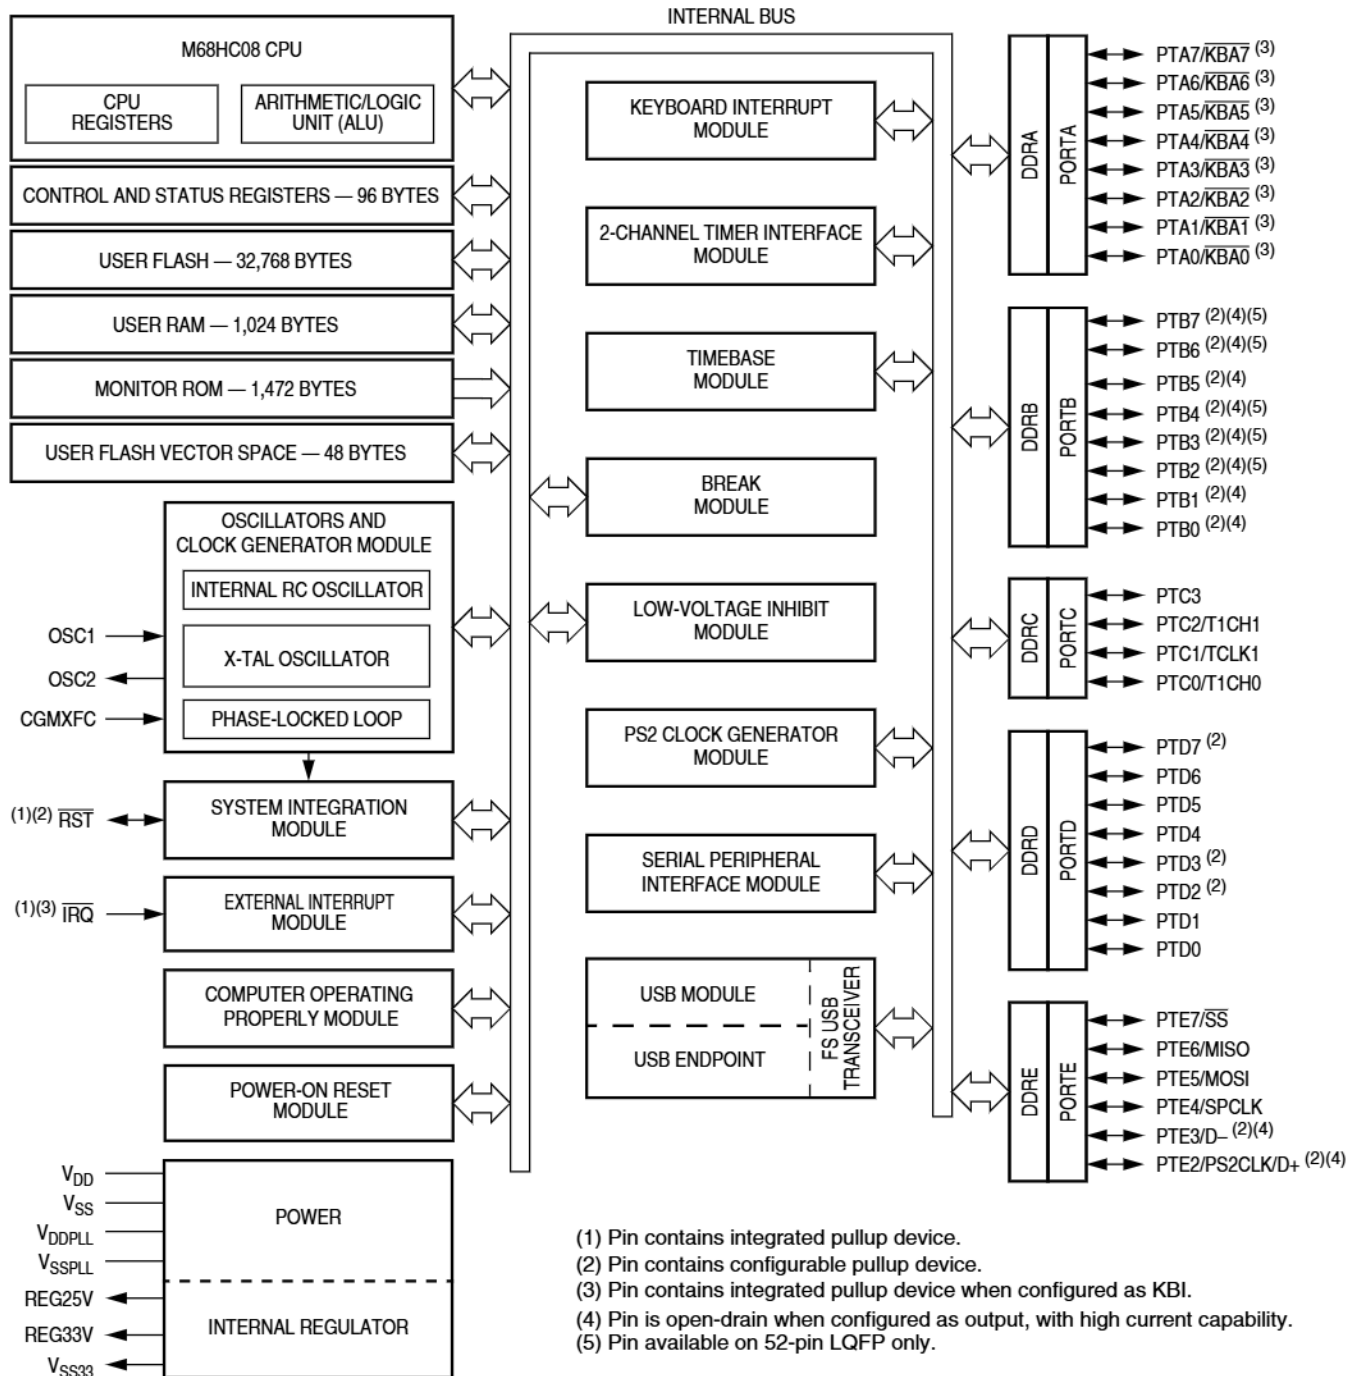 INTERNAL BUS
M68HC08 CPU
CPU
REGISTERS
ARITHMETIC/LOGIC
UNIT (ALU)
CONTROL AND STATUS REGISTERS — 96 BYTES
USER FLASH — 32,768 BYTES
USER RAM — 1,024 BYTES
MONITOR ROM — 1,472 BYTES
USER FLASH VECTOR SPACE — 48 BYTES
OSCILLATORS AND
CLOCK GENERATOR MODULE
INTERNAL RC OSCILLATOR
X-TAL OSCILLATOR
PHASE-LOCKED LOOP
OSC1
OSC2
CGMXFC
SYSTEM INTEGRATION
MODULE
(1)(2) RST
EXTERNAL INTERRUPT
MODULE
(1)(3) IRQ
COMPUTER OPERATING
PROPERLY MODULE
POWER-ON RESET
MODULE
VDD
VSS
VDDPLL
VSSPLL
REG25V
REG33V
VSS33
POWER
INTERNAL REGULATOR
KEYBOARD INTERRUPT
MODULE
2-CHANNEL TIMER INTERFACE
MODULE
TIMEBASE
MODULE
BREAK
MODULE
LOW-VOLTAGE INHIBIT
MODULE
PS2 CLOCK GENERATOR
MODULE
SERIAL PERIPHERAL
INTERFACE MODULE
USB MODULE
USB ENDPOINT
FS USB
TRANSCEIVER
DDRA
PORTA
PTA7/KBA7 (3)
PTA6/KBA6 (3)
PTA5/KBA5 (3)
PTA4/KBA4 (3)
PTA3/KBA3 (3)
PTA2/KBA2 (3)
PTA1/KBA1 (3)
PTA0/KBA0 (3)
DDRB
PORTB
PTB7 (2)(4)(5)
PTB6 (2)(4)(5)
PTB5 (2)(4)
PTB4 (2)(4)(5)
PTB3 (2)(4)(5)
PTB2 (2)(4)(5)
PTB1 (2)(4)
PTB0 (2)(4)
DDRC
PORTC
PTC3
PTC2/T1CH1
PTC1/TCLK1
PTC0/T1CH0
DDRD
PORTD
PTD7 (2)
PTD6
PTD5
PTD4
PTD3 (2)
PTD2 (2)
PTD1
PTD0
DDRE
PORTE
PTE7/SS
PTE6/MISO
PTE5/MOSI
PTE4/SPCLK
PTE3/D– (2)(4)
PTE2/PS2CLK/D+ (2)(4)
(1) Pin contains integrated pullup device.
(2) Pin contains configurable pullup device.
(3) Pin contains integrated pullup device when configured as KBI.
(4) Pin is open-drain when configured as output, with high current capability.
(5) Pin available on 52-pin LQFP only.